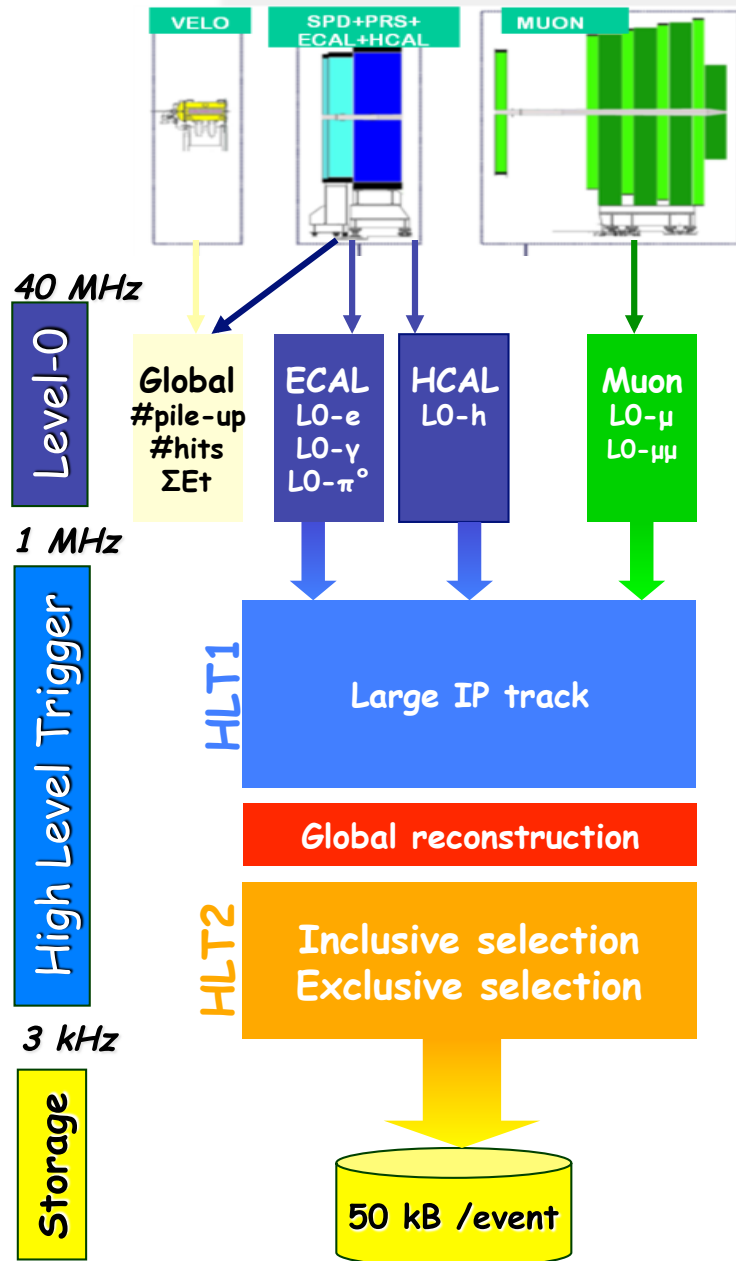 VELO
SPD+PRS+
ECAL+HCAL
MUON
40 MHz
Level-0
Global
#pile-up
#hits
ΣEt
ECAL
L0-e
L0-γ
L0-π°
HCAL
L0-h
Muon
L0-μ
L0-μμ
1 MHz
High Level Trigger
HLT1
Large IP track
Global reconstruction
HLT2
Inclusive selection
Exclusive selection
3 kHz
Storage
50 kB /event